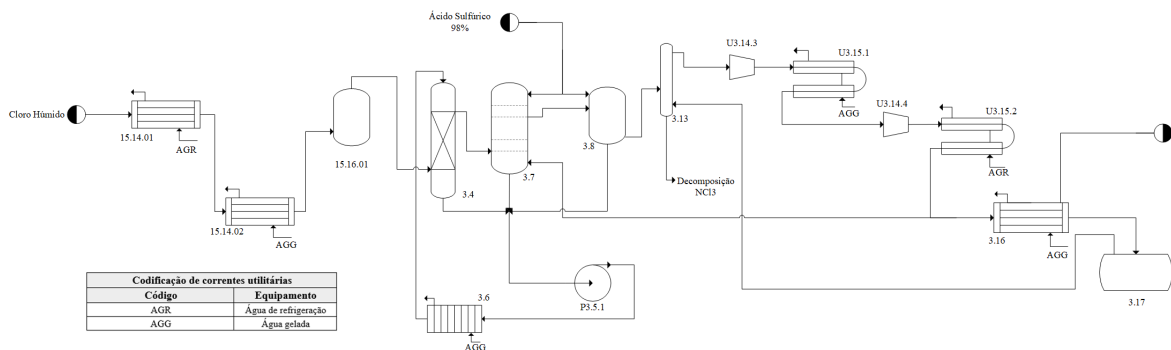 Ácido Sulfúrico
98%
U3.14.3
U3.15.1
Cloro Húmido
15.14.01
AGR
15.16.01
3.4
3.7
3.8
3.13
AGG
U3.14.4
U3.15.2
AGR
15.14.02
AGG
Decomposição
NCl3
3.16
AGG
3.17
P3.5.1
3.6
AGG
Codificação de correntes utilitárias
Código Equipamento
AGR Água de refrigeração
AGG Água gelada